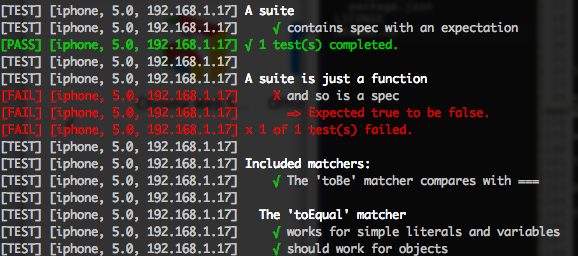 package.json
[TEST] [iphone, 5.0, 192.168.1.17] A suite
[TEST] [iphone, 5.0, 192.168.1.17] √ contains spec with an expectation
[PASS] [iphone, 5.0, 192.168.1.17] √ 1 test(s) completed.
[TEST] [iphone, 5.0, 192.168.1.17]
[TEST] [iphone, 5.0, 192.168.1.17] A suite is just a function
[FAIL] [iphone, 5.0, 192.168.1.17] X and so is a spec
[FAIL] [iphone, 5.0, 192.168.1.17] => Expected true to be false.
[FAIL] [iphone, 5.0, 192.168.1.17] x 1 of 1 test(s) failed.
[TEST] [iphone, 5.0, 192.168.1.17]
[TEST] [iphone, 5.0, 192.168.1.17] Included matchers:
[TEST] [iphone, 5.0, 192.168.1.17] √ The 'toBe' matcher compares with ===
[TEST] [iphone, 5.0, 192.168.1.17]
[TEST] [iphone, 5.0, 192.168.1.17] The 'toEqual' matcher
[TEST] [iphone, 5.0, 192.168.1.17] √ works for simple literals and variables
[TEST] [iphone, 5.0, 192.168.1.17] √ should work for objects